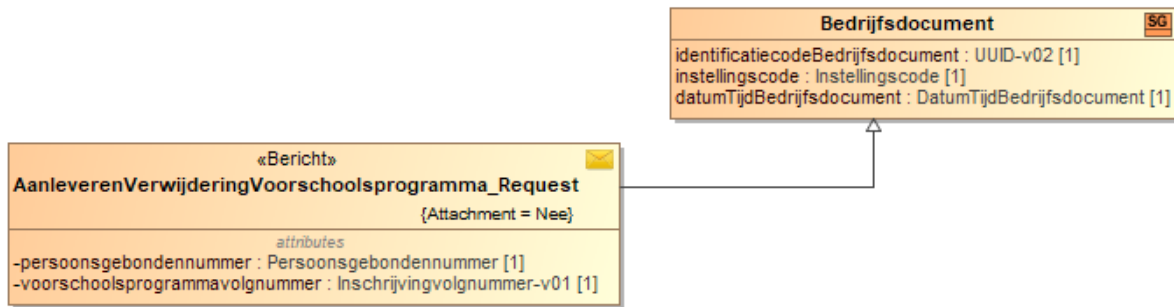 Bedrijfsdocument
SG
identificatiecodeBedrijfsdocument : UUID-v02 [1]
instellingscode : Instellingscode [1]
datumTijdBedrijfsdocument : DatumTijdBedrijfsdocument [1]
«Bericht»
AanleverenVerwijderingVoorschoolsprogramma_Request
{Attachment = Nee}
attributes
-persoonsgebondennummer : Persoonsgebondennummer [1]
-voorschoolsprogrammavolgnummer : Inschrijvingvolgnummer-v01 [1]